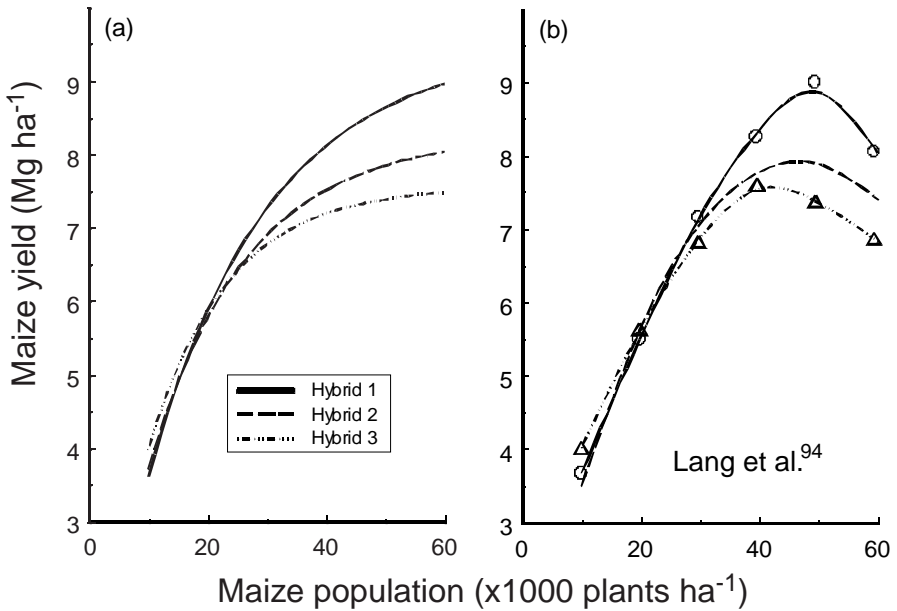 (a)
(b)
Maize yield (Mg ha⁻¹)
9
8
7
6
5
4
3
9
8
7
6
5
4
3
Hybrid 1
Hybrid 2
Hybrid 3
Lang et al.⁹⁴
0 20 40 60
0 20 40 60
Maize population (x1000 plants ha⁻¹)